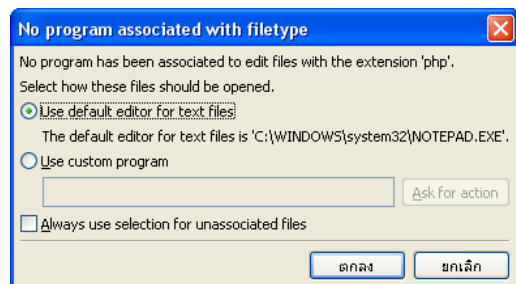 No program associated with filetype
No program has been associated to edit files with the extension 'php'.
Select how these files should be opened.
Use default editor for text files
The default editor for text files is 'C:\WINDOWS\system32\NOTEPAD.EXE'.
Use custom program
Ask for action
Always use selection for unassociated files
ตกลง ยกเลิก